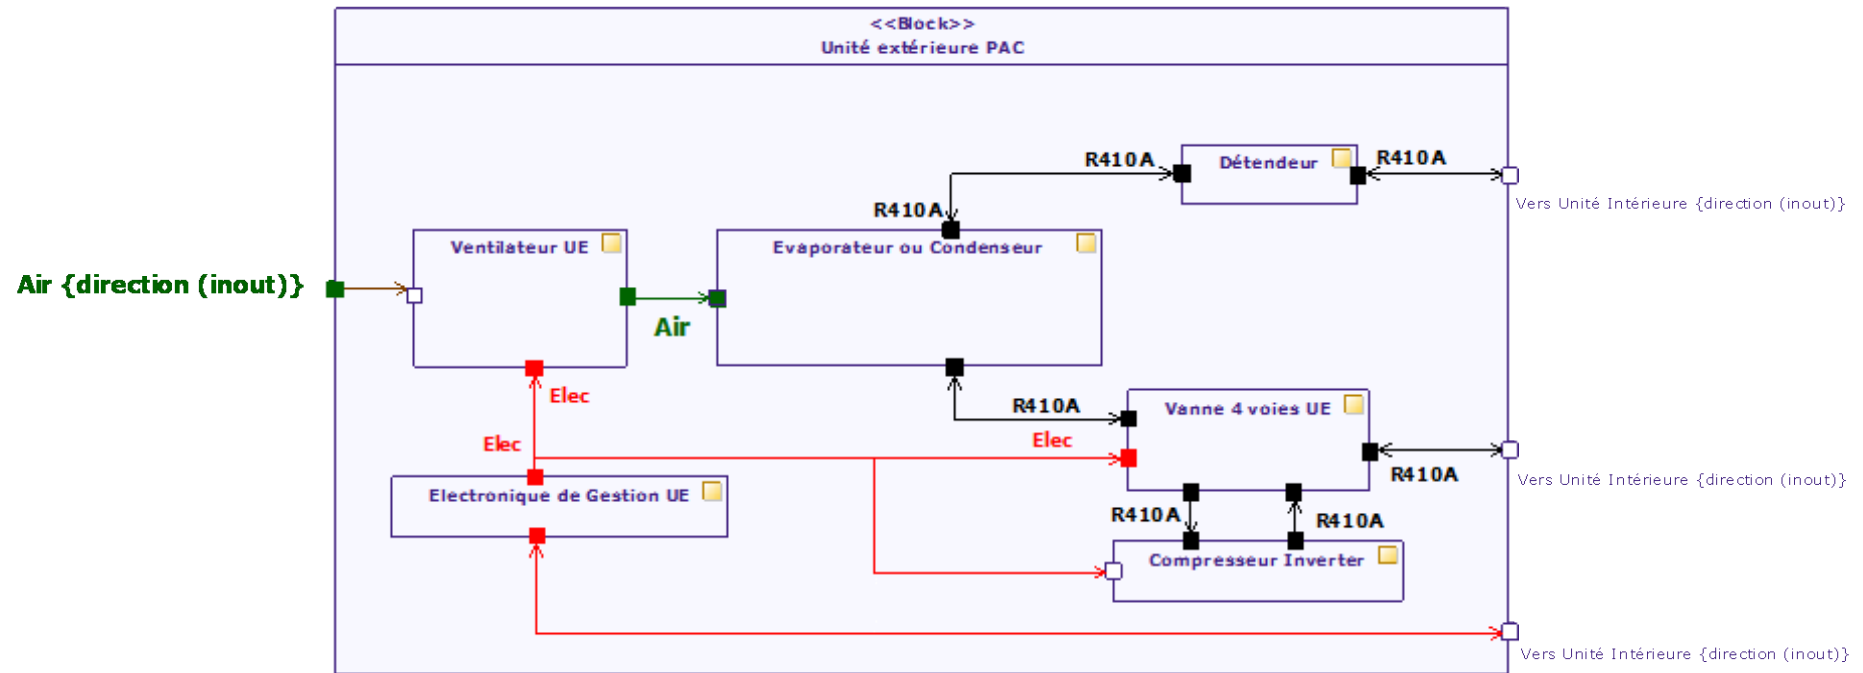 <<Block>>
Unité extérieure PAC
R410A
Détendeur
R410A
Vers Unité Intérieure {direction (inout)}
R410A
Ventilateur UE
Evaporateur ou Condenseur
Air {direction (inout)}
Air
Elec
R410A
Vanne 4 voies UE
Elec
Elec
R410A
Vers Unité Intérieure {direction (inout)}
Electronique de Gestion UE
R410A
R410A
Compresseur Inverter
Vers Unité Intérieure {direction (inout)}